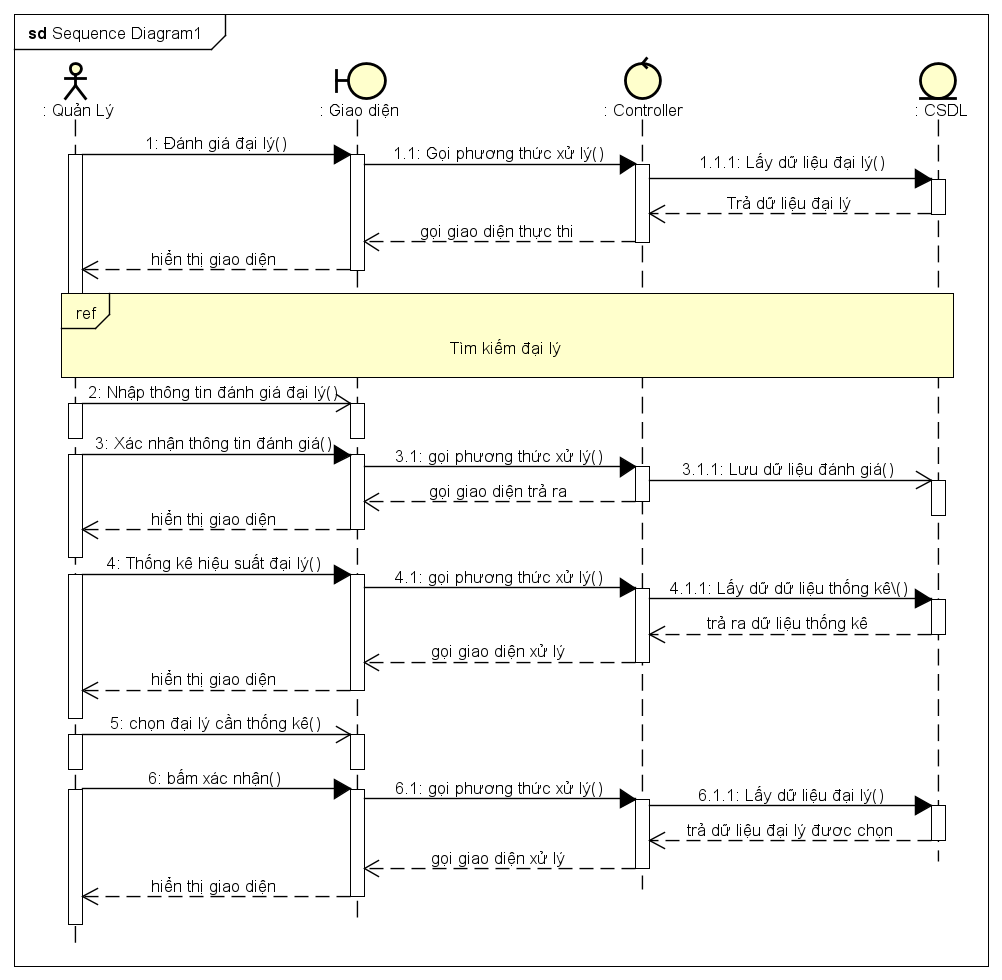 sd Sequence Diagram1
: Quản Lý
: Giao diện
: Controller
: CSDL
1: Đánh giá đại lý()
1.1: Gọi phương thức xử lý()
1.1.1: Lấy dữ liệu đại lý()
Trả dữ liệu đại lý
gọi giao diện thực thi
hiển thị giao diện
ref
Tìm kiếm đại lý
2: Nhập thông tin đánh giá đại lý()
3: Xác nhận thông tin đánh giá()
3.1: gọi phương thức xử lý()
3.1.1: Lưu dữ liệu đánh giá()
gọi giao diện trả ra
hiển thị giao diện
4: Thống kê hiệu suất đại lý()
4.1: gọi phương thức xử lý()
4.1.1: Lấy dữ dữ liệu thống kê\()
trả ra dữ liệu thống kê
gọi giao diện xử lý
hiển thị giao diện
5: chọn đại lý cần thống kê()
6: bấm xác nhận()
6.1: gọi phương thức xử lý()
6.1.1: Lấy dữ liệu đại lý()
trả dữ liệu đại lý đươc chọn
gọi giao diện xử lý
hiển thị giao diện